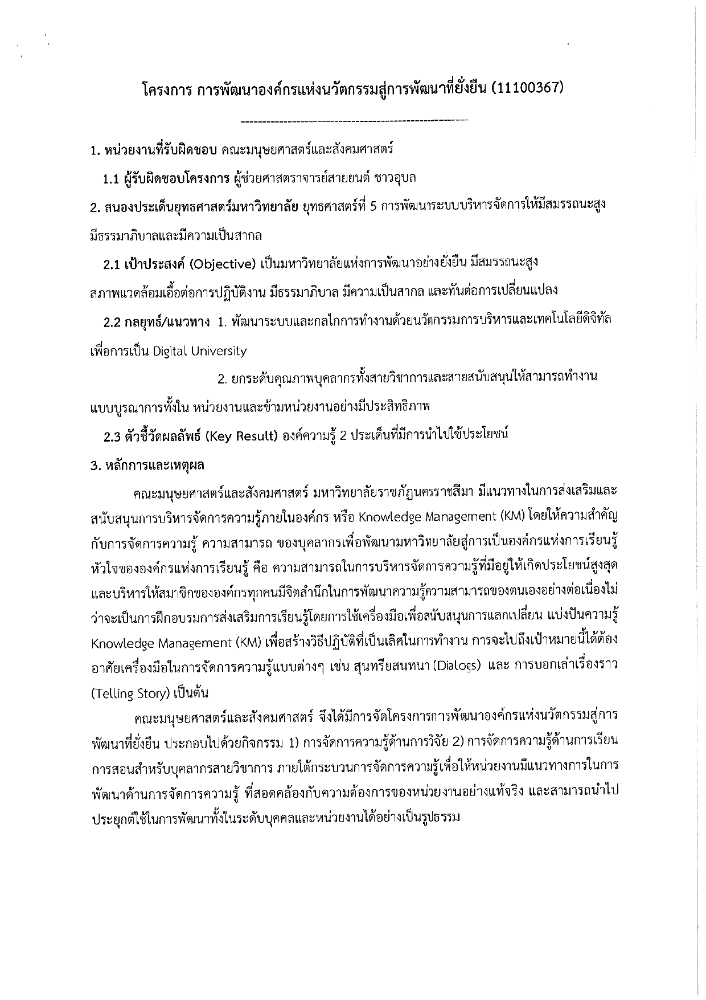 โครงการ การพัฒนาองค์กรแห่งนวัตกรรมสู่การพัฒนาที่ยั่งยืน (11100367)
-------------------------------------------------------
1. หน่วยงานที่รับผิดชอบ คณะมนุษยศาสตร์และสังคมศาสตร์
1.1 ผู้รับผิดชอบโครงการ ผู้ช่วยศาสตราจารย์สายยนต์ ชาวอุบล
2. สนองประเด็นยุทธศาสตร์มหาวิทยาลัย ยุทธศาสตร์ที่ 5 การพัฒนาระบบบริหารจัดการให้มีสมรรถนะสูง
มีธรรมาภิบาลและมีความเป็นสากล
2.1 เป้าประสงค์ (Objective) เป็นมหาวิทยาลัยแห่งการพัฒนาอย่างยั่งยืน มีสมรรถนะสูง
สภาพแวดล้อมเอื้อต่อการปฏิบัติงาน มีธรรมาภิบาล มีความเป็นสากล และทันต่อการเปลี่ยนแปลง
2.2 กลยุทธ์/แนวทาง 1. พัฒนาระบบและกลไกการทำงานด้วยนวัตกรรมการบริหารและเทคโนโลยีดิจิทัล
เพื่อการเป็น Digital University
2. ยกระดับคุณภาพบุคลากรทั้งสายวิชาการและสายสนับสนุนให้สามารถทำงาน
แบบบูรณาการทั้งใน หน่วยงานและข้ามหน่วยงานอย่างมีประสิทธิภาพ
2.3 ตัวชี้วัดผลลัพธ์ (Key Result) องค์ความรู้ 2 ประเด็นที่มีการนำไปใช้ประโยชน์
3. หลักการและเหตุผล
คณะมนุษยศาสตร์และสังคมศาสตร์ มหาวิทยาลัยราชภัฏนครราชสีมา มีแนวทางในการส่งเสริมและ
สนับสนุนการบริหารจัดการความรู้ภายในองค์กร หรือ Knowledge Management (KM) โดยให้ความสำคัญ
กับการจัดการความรู้ ความสามารถ ของบุคลากรเพื่อพัฒนามหาวิทยาลัยสู่การเป็นองค์กรแห่งการเรียนรู้
หัวใจขององค์กรแห่งการเรียนรู้ คือ ความสามารถในการบริหารจัดการความรู้ที่มีอยู่ให้เกิดประโยชน์สูงสุด
และบริหารให้สมาชิกขององค์กรทุกคนมีจิตสำนึกในการพัฒนาความรู้ความสามารถของตนเองอย่างต่อเนื่องไม่
ว่าจะเป็นการฝึกอบรมการส่งเสริมการเรียนรู้โดยการใช้เครื่องมือเพื่อสนับสนุนการแลกเปลี่ยน แบ่งปันความรู้
Knowledge Management (KM) เพื่อสร้างวิธีปฏิบัติที่เป็นเลิศในการทำงาน การจะไปถึงเป้าหมายนี้ได้ต้อง
อาศัยเครื่องมือในการจัดการความรู้แบบต่างๆ เช่น สุนทรียสนทนา (Dialogs) และ การบอกเล่าเรื่องราว
(Telling Story) เป็นต้น
คณะมนุษยศาสตร์และสังคมศาสตร์ จึงได้มีการจัดโครงการการพัฒนาองค์กรแห่งนวัตกรรมสู่การ
พัฒนาที่ยั่งยืน ประกอบไปด้วยกิจกรรม 1) การจัดการความรู้ด้านการวิจัย 2) การจัดการความรู้ด้านการเรียน
การสอนสำหรับบุคลากรสายวิชาการ ภายใต้กระบวนการจัดการความรู้เพื่อให้หน่วยงานมีแนวทางการในการ
พัฒนาด้านการจัดการความรู้ ที่สอดคล้องกับความต้องการของหน่วยงานอย่างแท้จริง และสามารถนำไป
ประยุกต์ใช้ในการพัฒนาทั้งในระดับบุคคลและหน่วยงานได้อย่างเป็นรูปธรรม